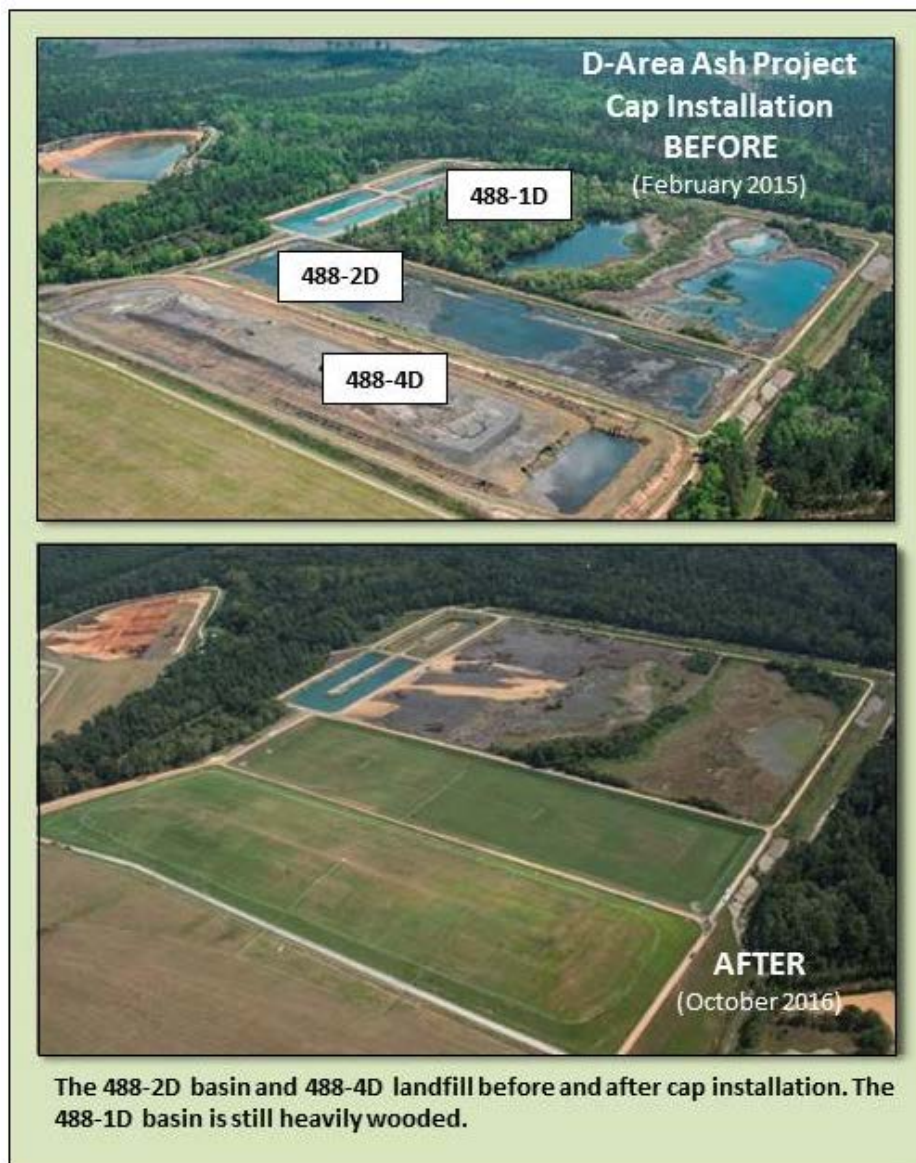 D-Area Ash Project
Cap Installation
BEFORE
(February 2015)
488-1D
488-2D
488-4D
AFTER
(October 2016)
The 488-2D basin and 488-4D landfill before and after cap installation. The
488-1D basin is still heavily wooded.